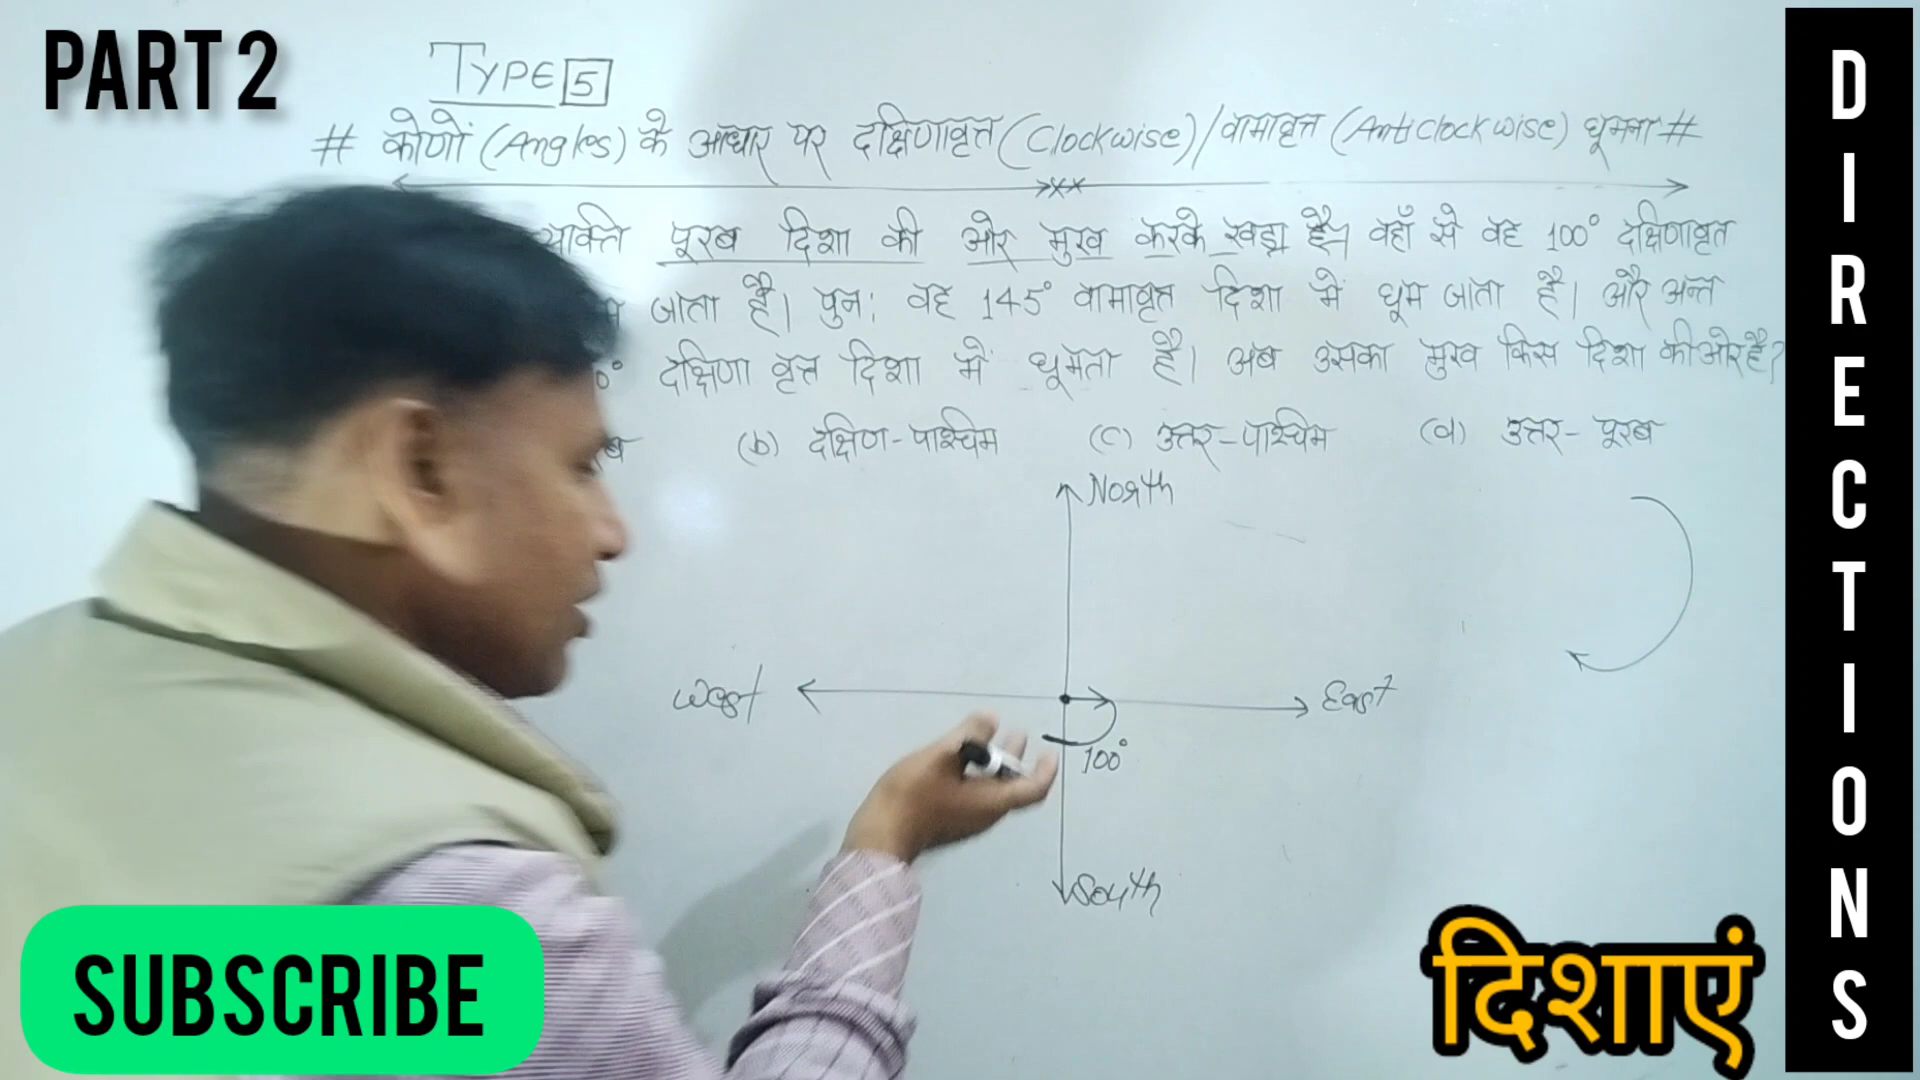 PART 2
TYPE 5
# कोणों (Angles) के आधार पर दक्षिणावृत्त (Clockwise)/वामावृत्त (Anticlockwise) घूमना #
पूरब दिशा की ओर मुख करके खड़ा है। वहाँ से वह 100° दक्षिणावृत
जाता है। पुनः वह 145° वामावृत्त दिशा में घूम जाता है। और अन्त
दक्षिणा वृत्त दिशा में घूमता है। अब उसका मुख किस दिशा की ओर है?
(b) दक्षिण-पश्चिम (c) उत्तर-पश्चिम (d) उत्तर-पूरब
North
West
East
100°
South
SUBSCRIBE
दिशाएं
DIRECTIONS